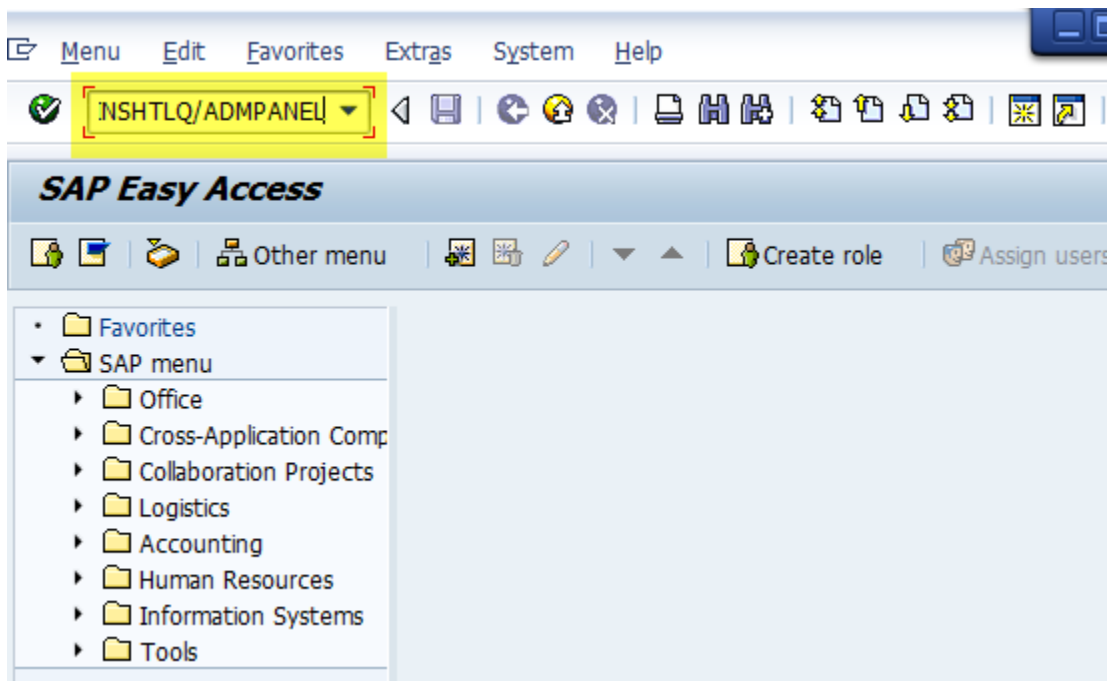 Menu Edit Favorites Extras System Help
NSHTLQ/ADMPANEL
SAP Easy Access
Other menu Create role Assign users
Favorites
SAP menu
Office
Cross-Application Comp
Collaboration Projects
Logistics
Accounting
Human Resources
Information Systems
Tools